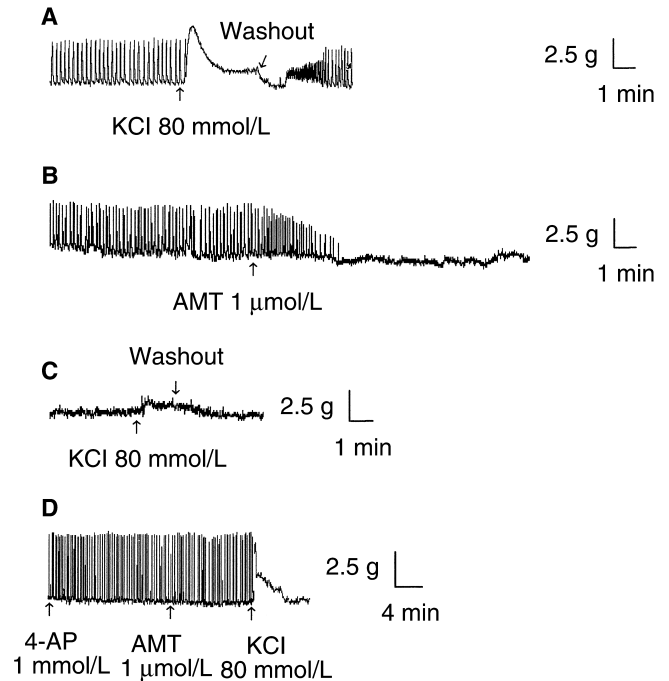 A
Washout
2.5 g
1 min
KCl 80 mmol/L
B
2.5 g
1 min
AMT 1 μmol/L
Washout
C
2.5 g
1 min
KCl 80 mmol/L
D
2.5 g
4 min
4-AP AMT KCl
1 mmol/L 1 μmol/L 80 mmol/L